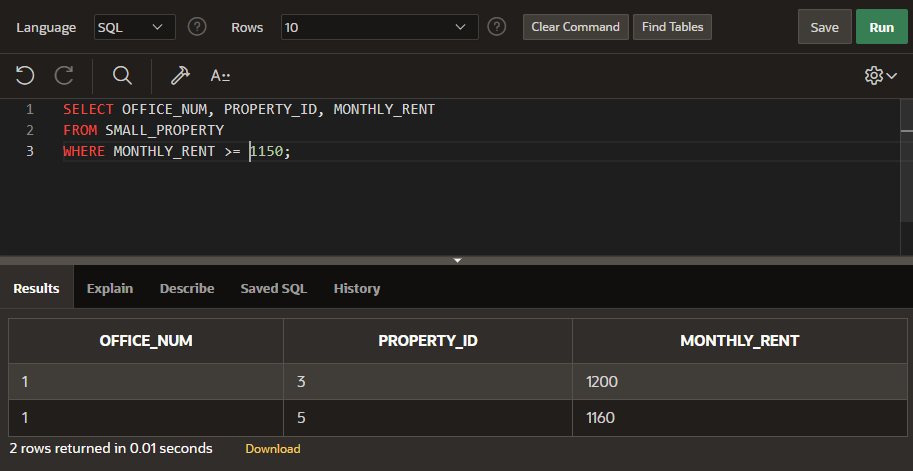 Language SQL ? Rows 10 ? Clear Command Find Tables Save Run
A::
1 SELECT OFFICE_NUM, PROPERTY_ID, MONTHLY_RENT
2 FROM SMALL_PROPERTY
3 WHERE MONTHLY_RENT >= 1150;
Results Explain Describe Saved SQL History
OFFICE_NUM PROPERTY_ID MONTHLY_RENT
1 3 1200
1 5 1160
2 rows returned in 0.01 seconds Download